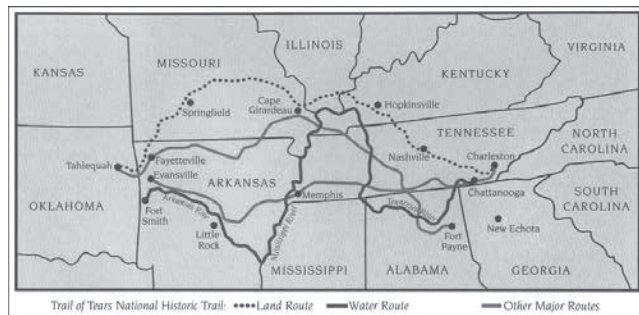 ILLINOIS
MISSOURI
VIRGINIA
KANSAS
KENTUCKY
Cape
Girardeau
Hopkinsville
Springfield
TENNESSEE
NORTH
CAROLINA
Charleston
Tahlequah
Fayetteville
Nashville
Evansville
ARKANSAS
Chattanooga
Memphis
SOUTH
CAROLINA
OKLAHOMA
Fort
Smith
Arkansas River
Mississippi River
Tennessee River
Little
Rock
Fort
Payne
New Echota
MISSISSIPPI
ALABAMA
GEORGIA
Trail of Tears National Historic Trail: Land Route Water Route Other Major Routes